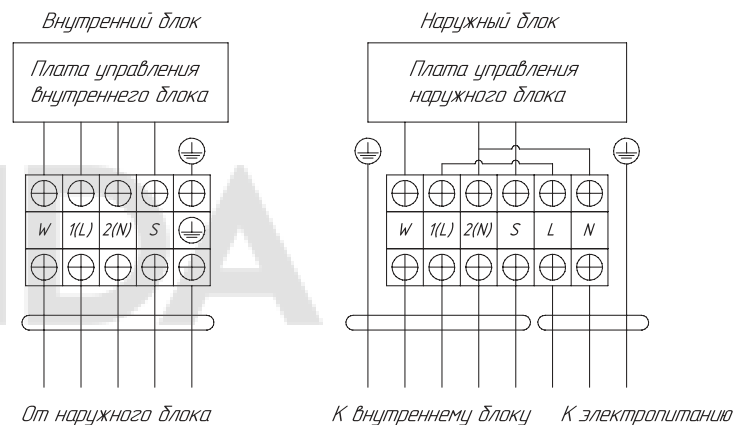 Внутренний блок
Плата управления
внутреннего блока
W 1(L) 2(N) S
От наружного блока
Наружный блок
Плата управления
наружного блока
W 1(L) 2(N) S L N
К внутреннему блоку
К электропитанию